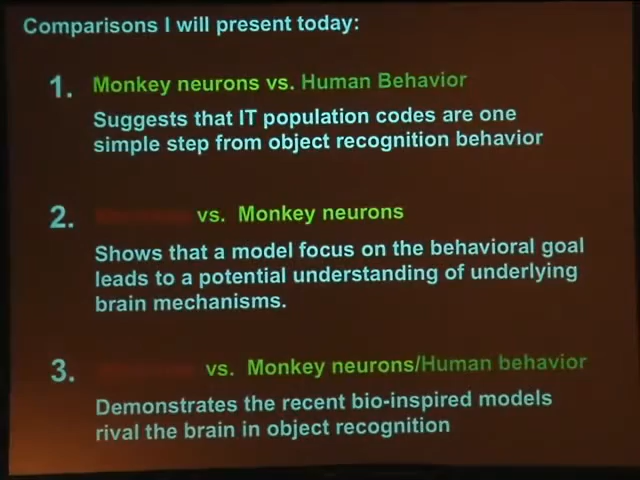 Comparisons I will present today:
1. Monkey neurons vs. Human Behavior
Suggests that IT population codes are one
simple step from object recognition behavior
2. vs. Monkey neurons
Shows that a model focus on the behavioral goal
leads to a potential understanding of underlying
brain mechanisms.
3. vs. Monkey neurons/Human behavior
Demonstrates the recent bio-inspired models
rival the brain in object recognition